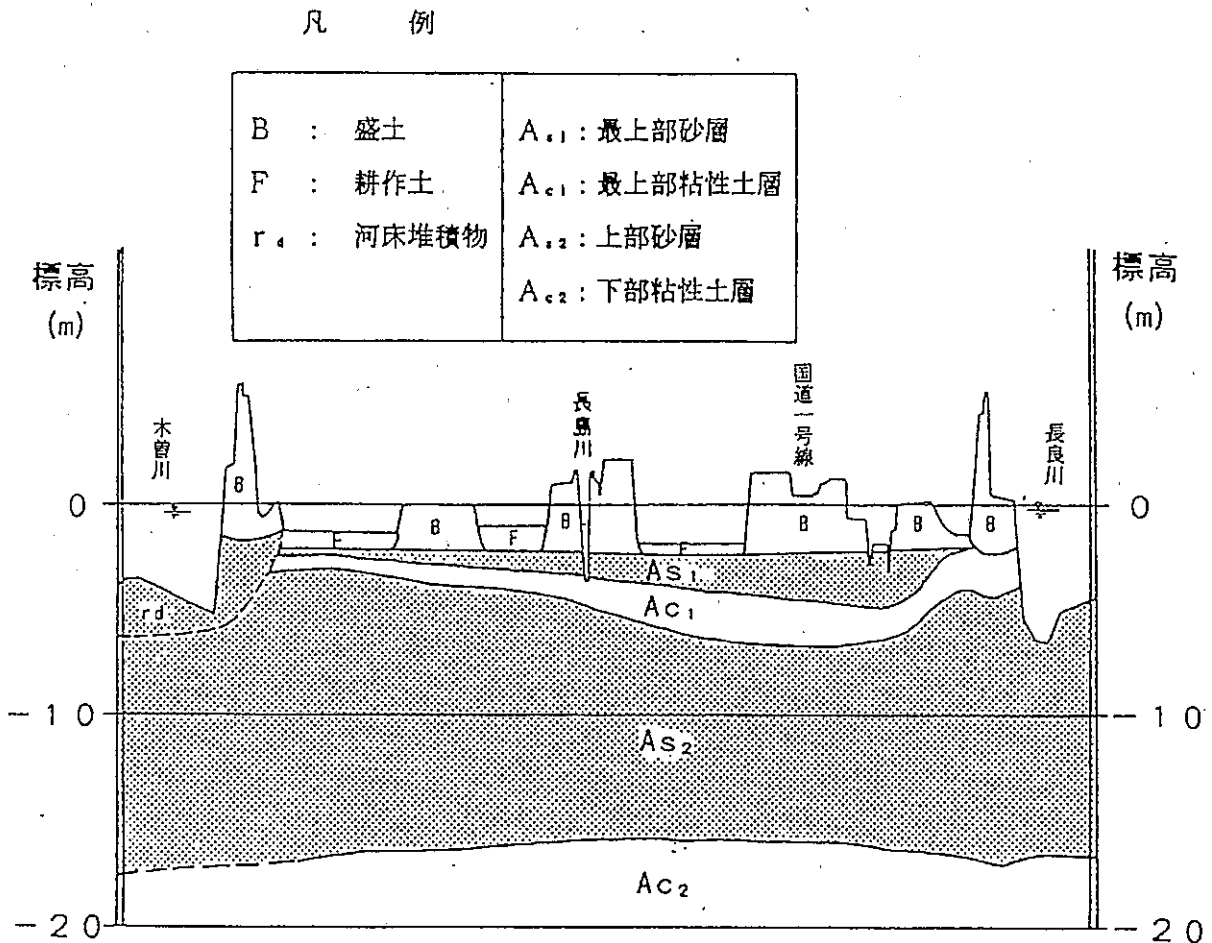 凡 例
B : 盛土
F : 耕作土
rd : 河床堆積物
As1 : 最上部砂層
Ac1 : 最上部粘性土層
As2 : 上部砂層
Ac2 : 下部粘性土層
標高
(m)
標高
(m)
木曽川
長島川
国道一号線
長良川
0
0
B
B
B
B
B
B
F
F
F
As1
Ac1
rd
-10
-10
As2
Ac2
-20
-20